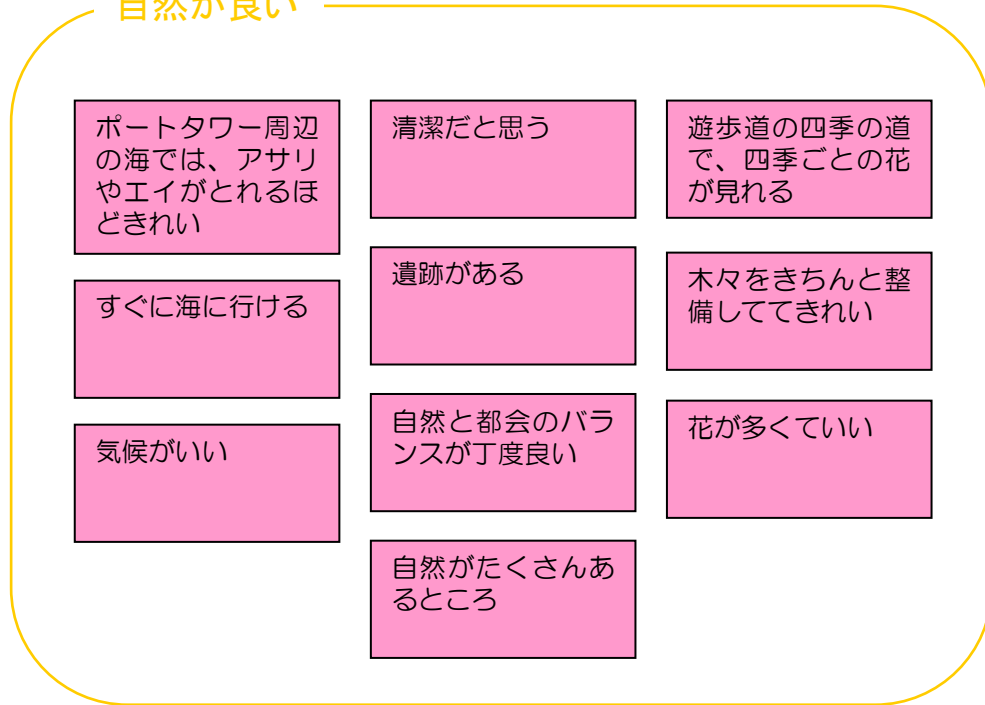 自然が良い
ポートタワー周辺
の海では、アサリ
やエイがとれるほ
どきれい
すぐに海に行ける
気候がいい
清潔だと思う
遺跡がある
自然と都会のバラ
ンスが丁度良い
自然がたくさんあ
るところ
遊歩道の四季の道
で、四季ごとの花
が見れる
木々をきちんと整
備しててきれい
花が多くていい